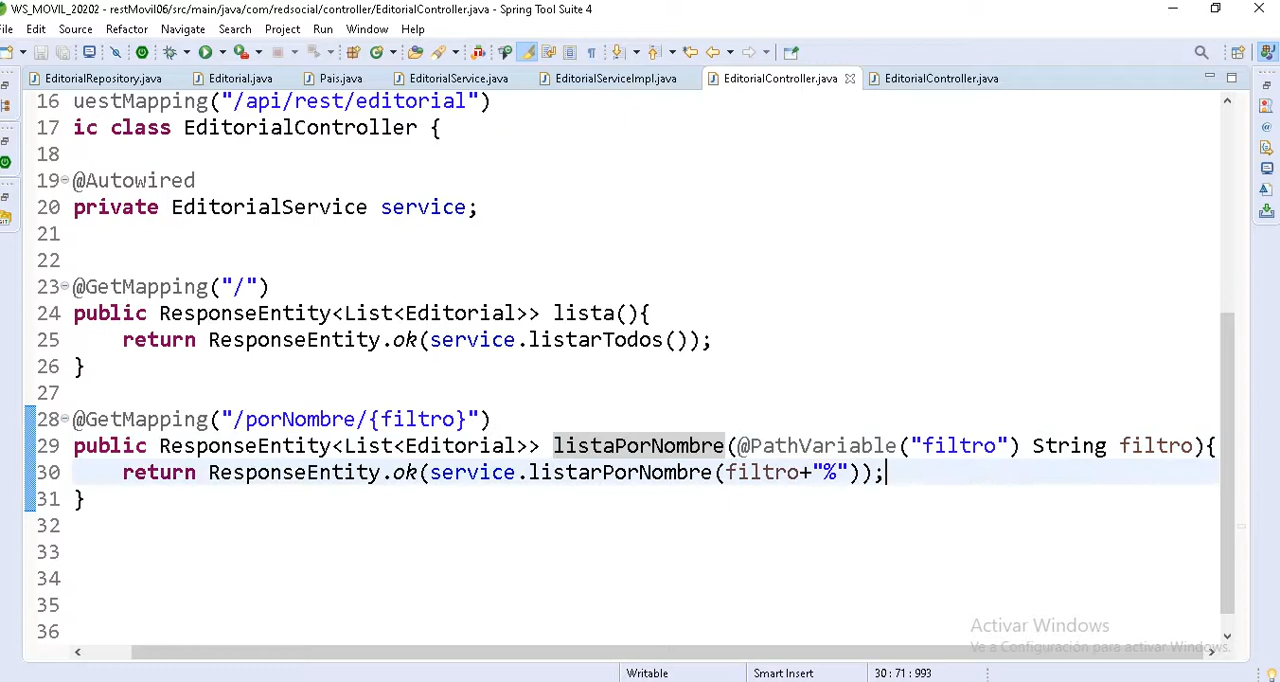 WS_MOVIL_20202 - restMovil06/src/main/java/com/redsocial/controller/EditorialController.java - Spring Tool Suite 4
File Edit Source Refactor Navigate Search Project Run Window Help
EditorialRepository.java Editorial.java Pais.java EditorialService.java EditorialServiceImpl.java EditorialController.java EditorialController.java
16 uestMapping("/api/rest/editorial")
17 ic class EditorialController {
18
19 @Autowired
20 private EditorialService service;
21
22
23 @GetMapping("/")
24 public ResponseEntity<List<Editorial>> lista(){
25 return ResponseEntity.ok(service.listarTodos());
26 }
27
28 @GetMapping("/porNombre/{filtro}")
29 public ResponseEntity<List<Editorial>> listaPorNombre(@PathVariable("filtro") String filtro){
30 return ResponseEntity.ok(service.listarPorNombre(filtro+"%"));
31 }
32
33
34
35
36
Activar Windows
Ve a Configuración para activar Windows.
Writable Smart Insert 30 : 71 : 993